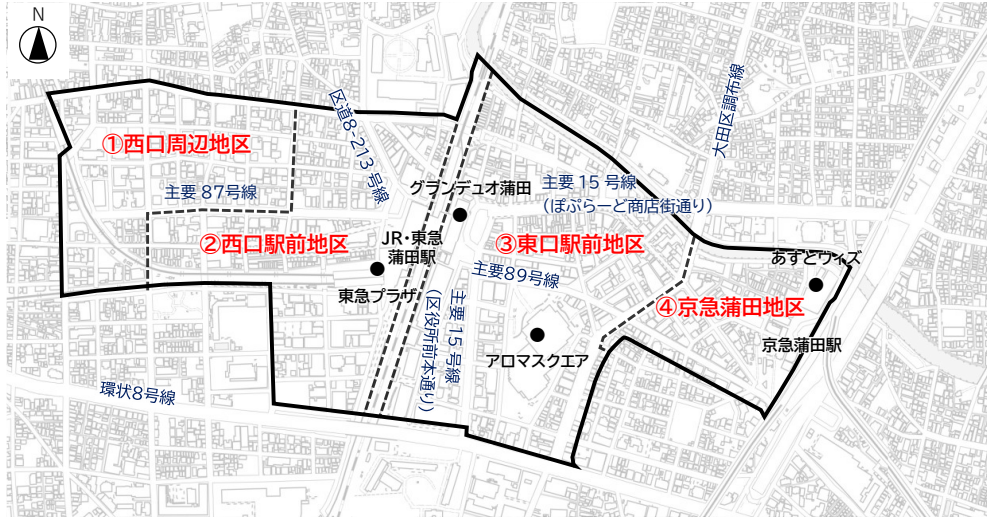 N
①西口周辺地区
主要 87号線
区道8-213号線
②西口駅前地区
グランデュオ蒲田
JR・東急
蒲田駅
東急プラザ
主要 15 号線
(ぽぷらーど商店街通り)
大田区調布線
③東口駅前地区
主要89号線
主要 15 号線
(区役所前本通り)
アロマスクエア
あすとウィズ
④京急蒲田地区
京急蒲田駅
環状8号線